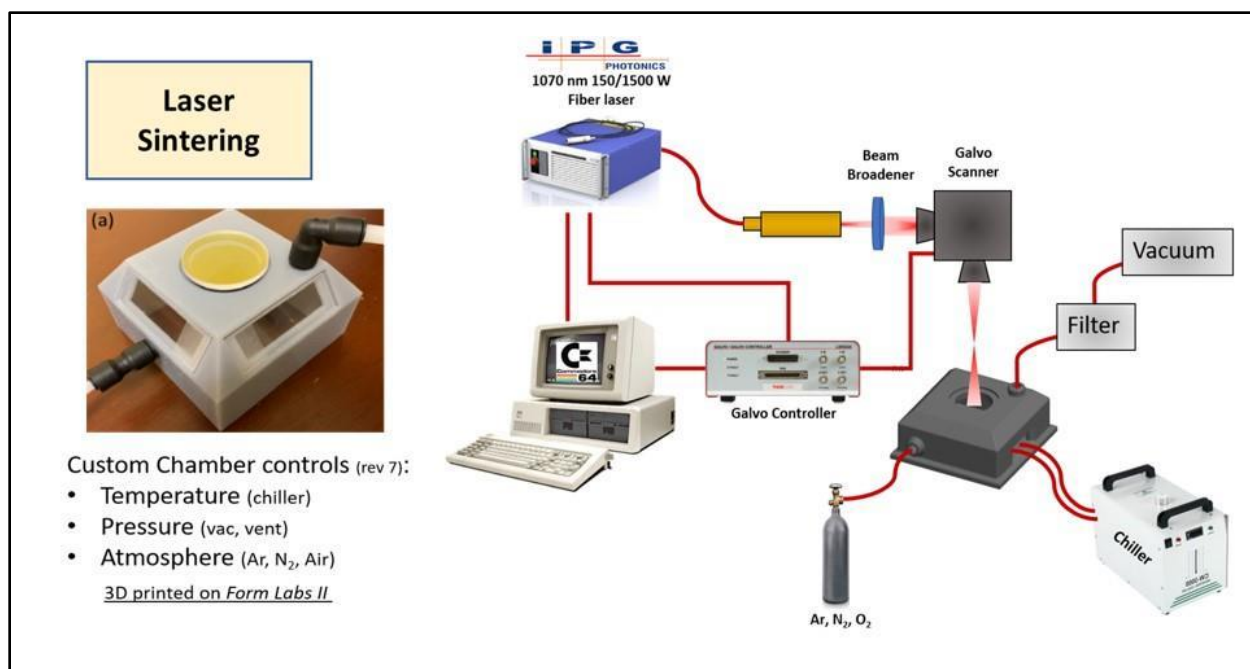 Laser
Sintering
(a)
Custom Chamber controls (rev 7):
• Temperature (chiller)
• Pressure (vac, vent)
• Atmosphere (Ar, N₂, Air)
3D printed on Form Labs II
IPG
PHOTONICS
1070 nm 150/1500 W
Fiber laser
Beam
Broadener
Galvo
Scanner
Vacuum
Filter
Commodore
64
Galvo Controller
Chiller
Ar, N₂, O₂